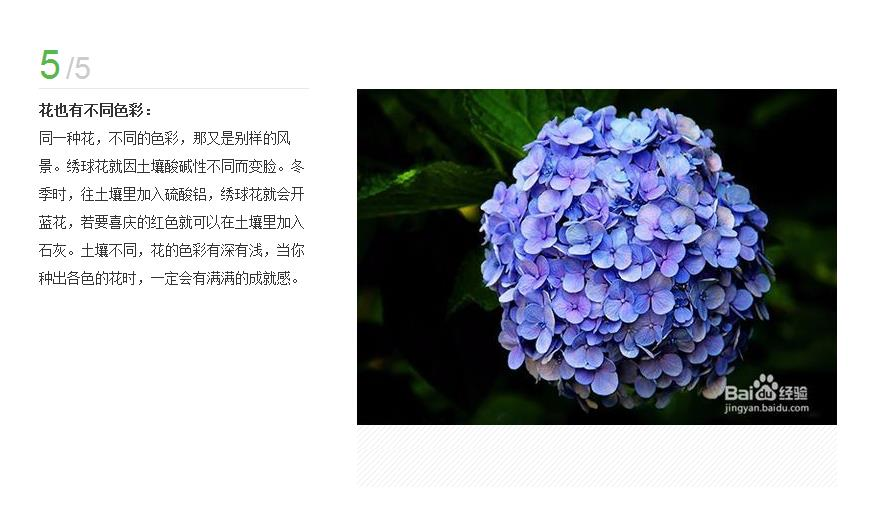 5/5
花也有不同色彩：
同一种花，不同的色彩，那又是别样的风
景。绣球花就因土壤酸碱性不同而变脸。冬
季时，往土壤里加入硫酸铝，绣球花就会开
蓝花，若要喜庆的红色就可以在土壤里加入
石灰。土壤不同，花的色彩有深有浅，当你
种出各色的花时，一定会有满满的成就感。
Bai du 经验
jingyan.baidu.com